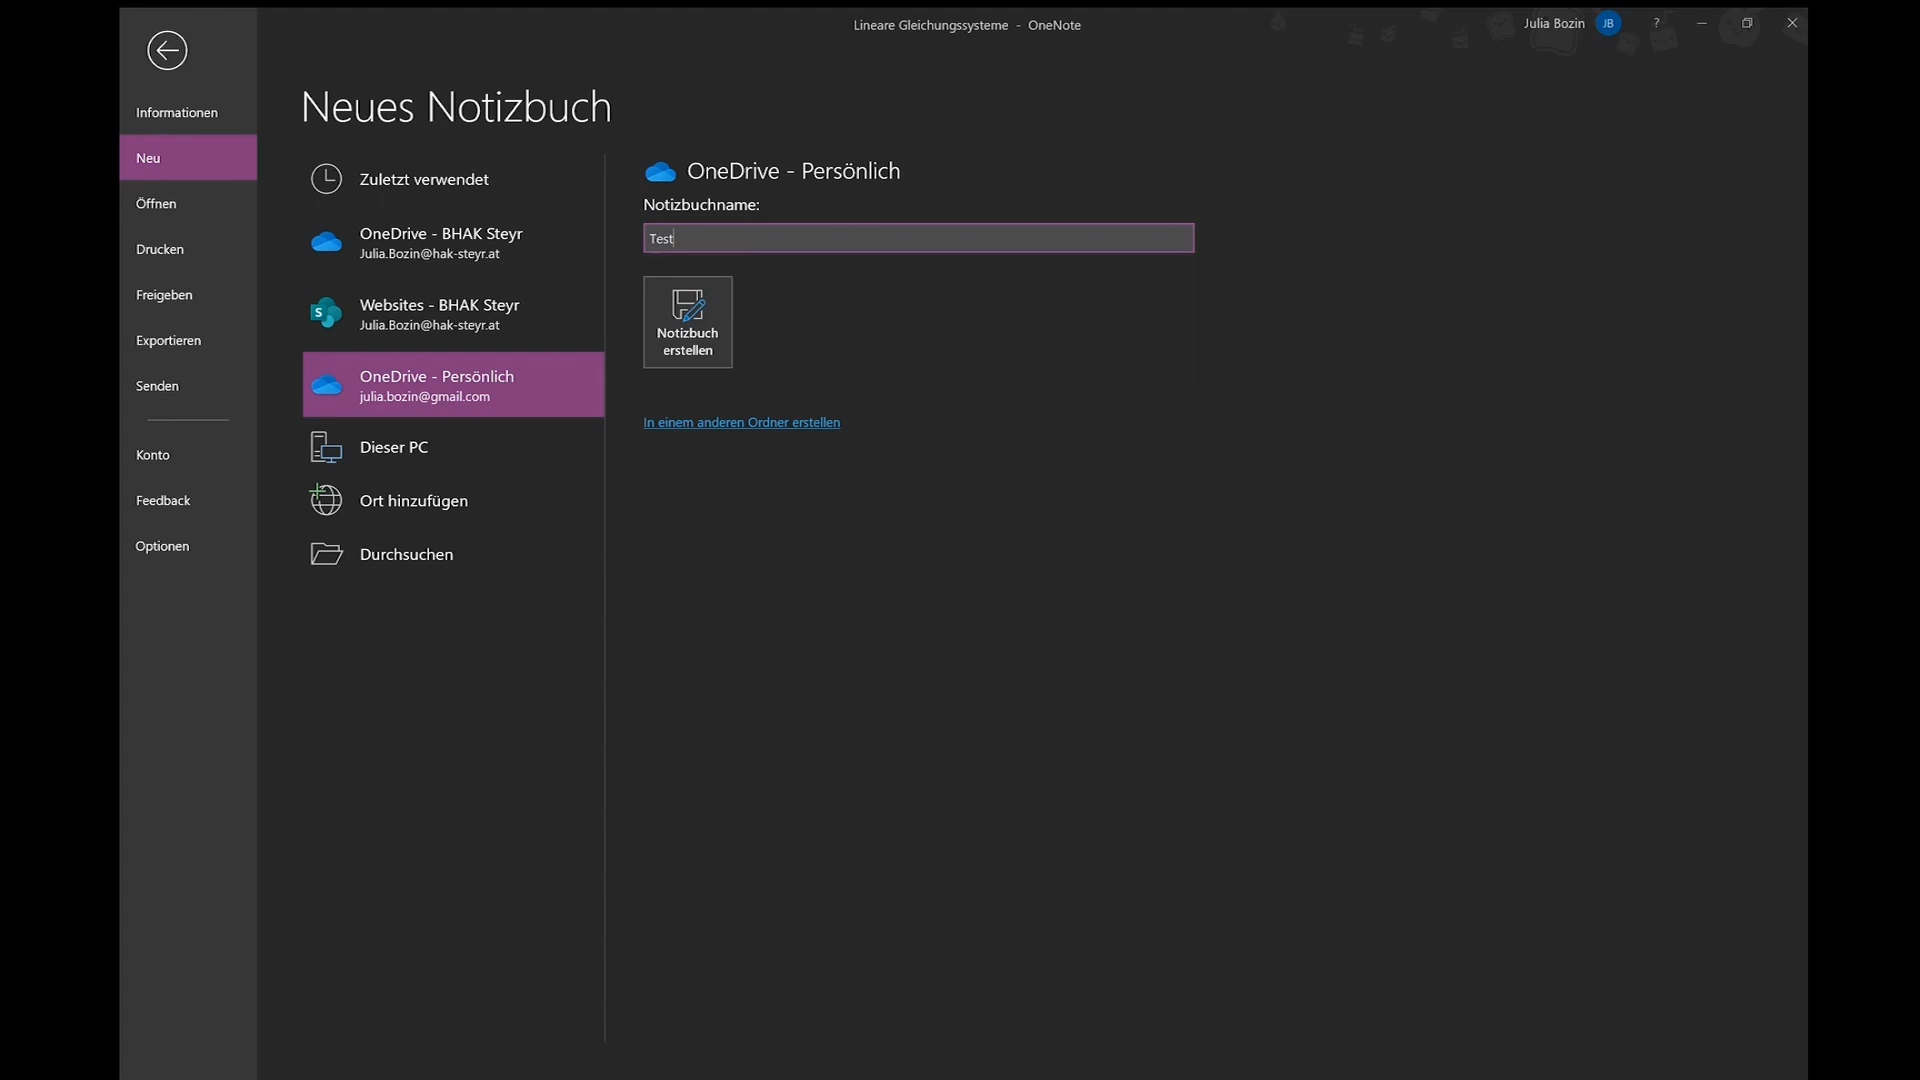 Lineare Gleichungssysteme - OneNote
Julia Bozin
JB
?
Informationen
Neu
Öffnen
Drucken
Freigeben
Exportieren
Senden
Konto
Feedback
Optionen
Neues Notizbuch
Zuletzt verwendet
OneDrive - BHAK Steyr
Julia.Bozin@hak-steyr.at
S
Websites - BHAK Steyr
Julia.Bozin@hak-steyr.at
OneDrive - Persönlich
julia.bozin@gmail.com
Dieser PC
Ort hinzufügen
Durchsuchen
OneDrive - Persönlich
Notizbuchname:
Test
Notizbuch
erstellen
In einem anderen Ordner erstellen